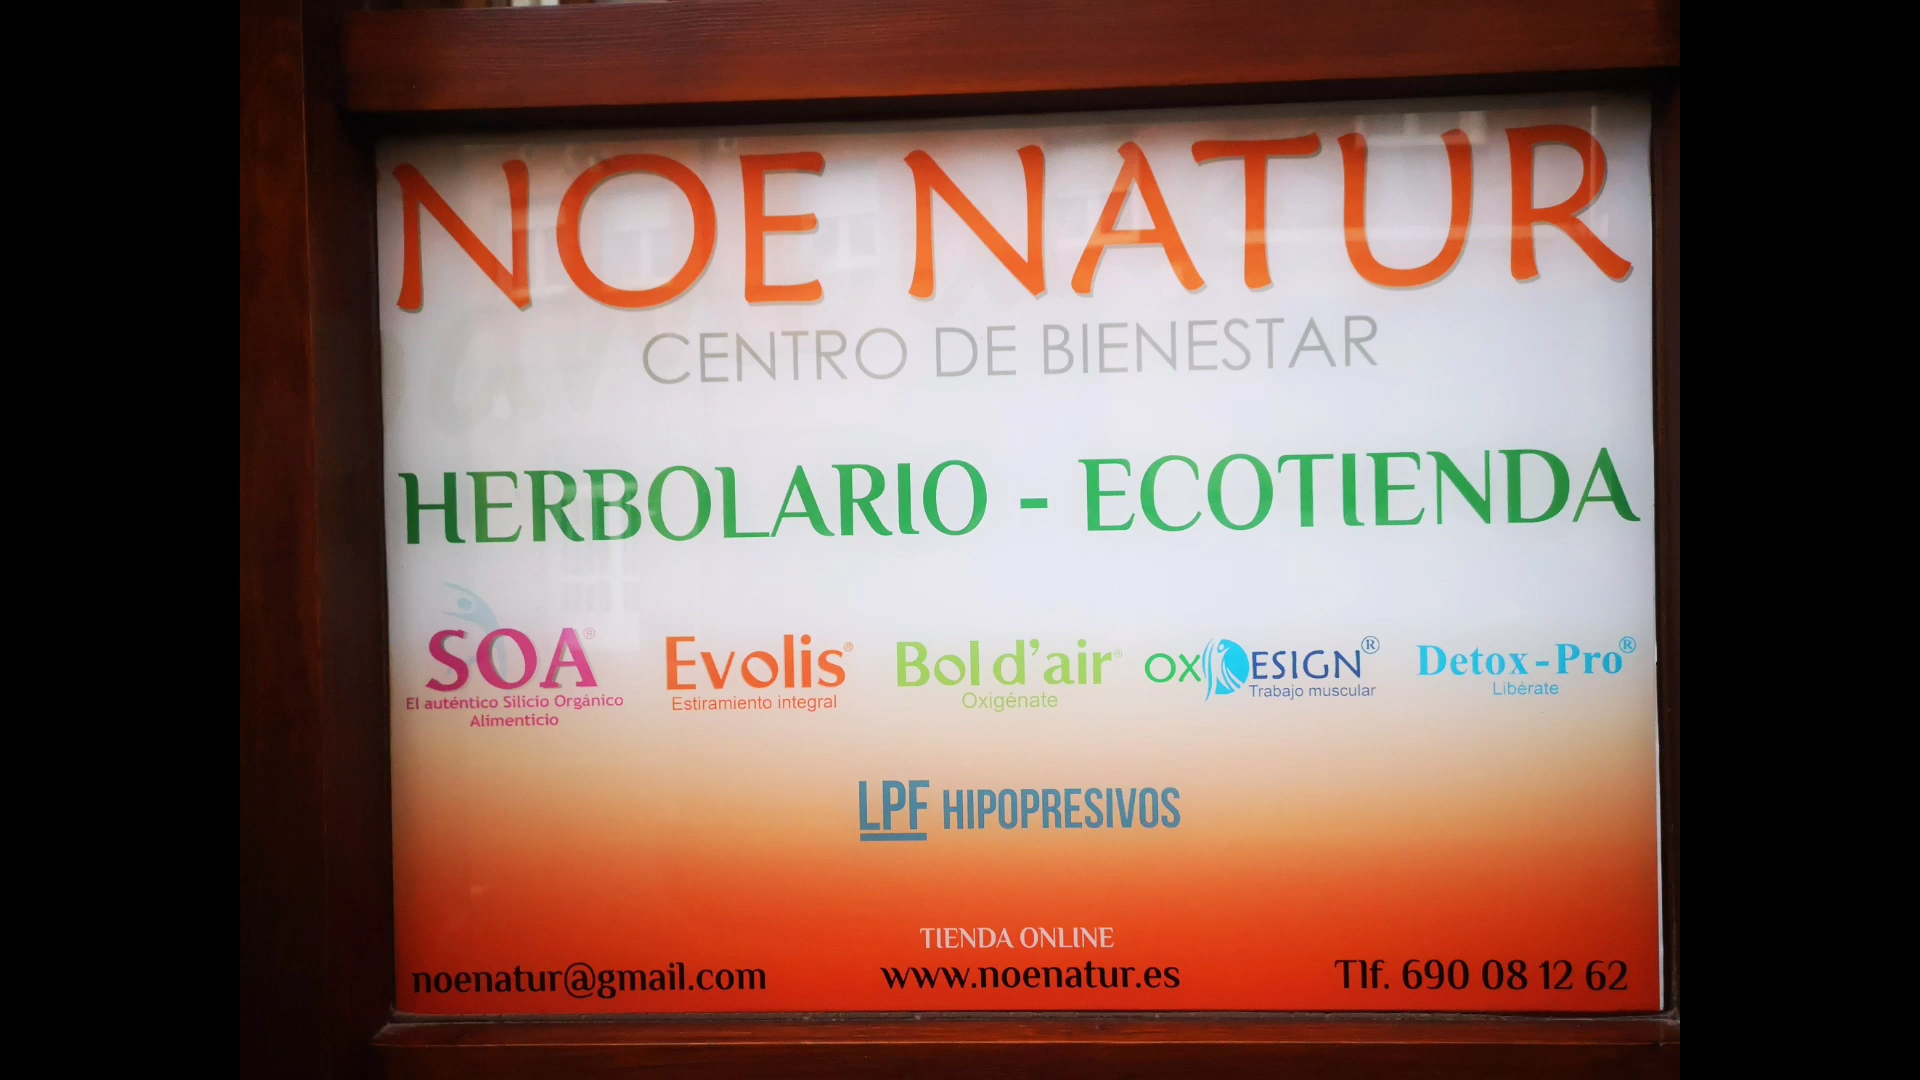 NOE NATUR
CENTRO DE BIENESTAR
HERBOLARIO - ECOTIENDA
SOA®
El auténtico Silicio Orgánico
Alimenticio
Evolis®
Estiramiento integral
Bol d'air®
Oxigénate
OXYDESIGN®
Trabajo muscular
Detox-Pro®
Libérate
LPF HIPOPRESIVOS
TIENDA ONLINE
noenatur@gmail.com
www.noenatur.es
Tlf. 690 08 12 62